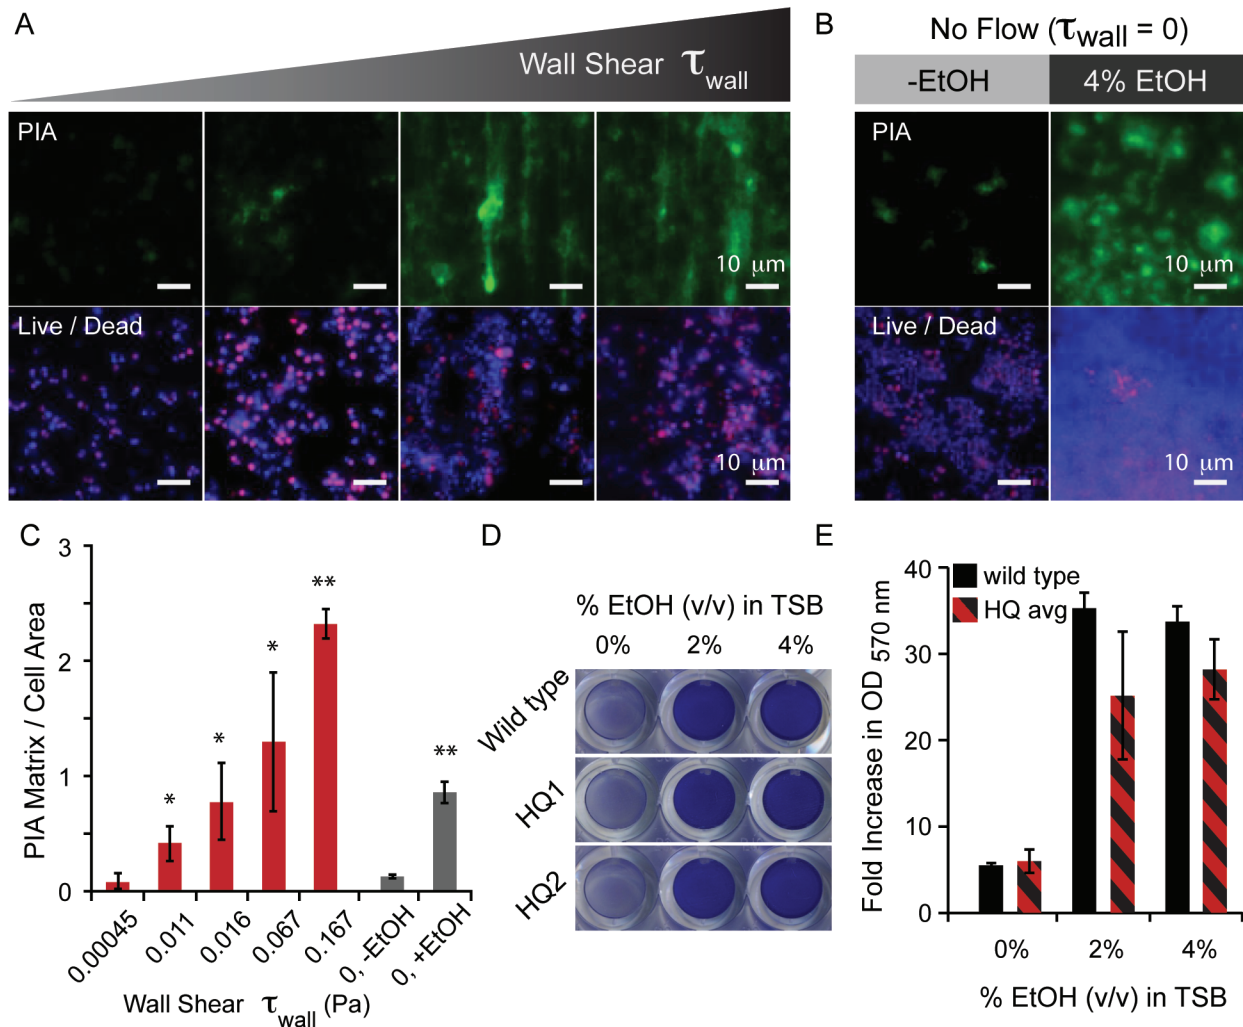 A
Wall Shear τwall
PIA
10 μm
Live / Dead
10 μm
B
No Flow (τwall = 0)
-EtOH
4% EtOH
PIA
10 μm
Live / Dead
10 μm
C
3
2
1
0
PIA Matrix / Cell Area
*
*
*
**
**
0.00045
0.011
0.016
0.067
0.167
0, -EtOH
0, +EtOH
Wall Shear τwall (Pa)
D
% EtOH (v/v) in TSB
0% 2% 4%
Wild type
HQ1
HQ2
E
Fold Increase in OD 570 nm
40
30
20
10
0
wild type
HQ avg
0% 2% 4%
% EtOH (v/v) in TSB